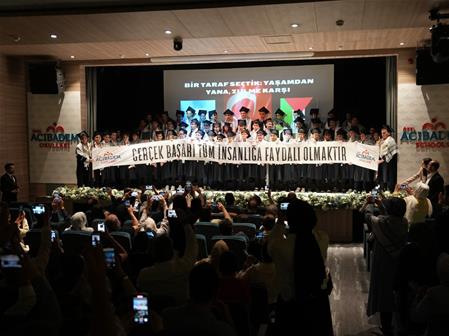 BİR TARAF SEÇTİK: YAŞAMDAN
YANA, ZULME KARŞI
ACIBADEM
OKULLARI
ACIBADEM
SCHOOLS
ACIBADEM
GERÇEK BAŞARI TÜM İNSANLIĞA FAYDALI OLMAKTIR